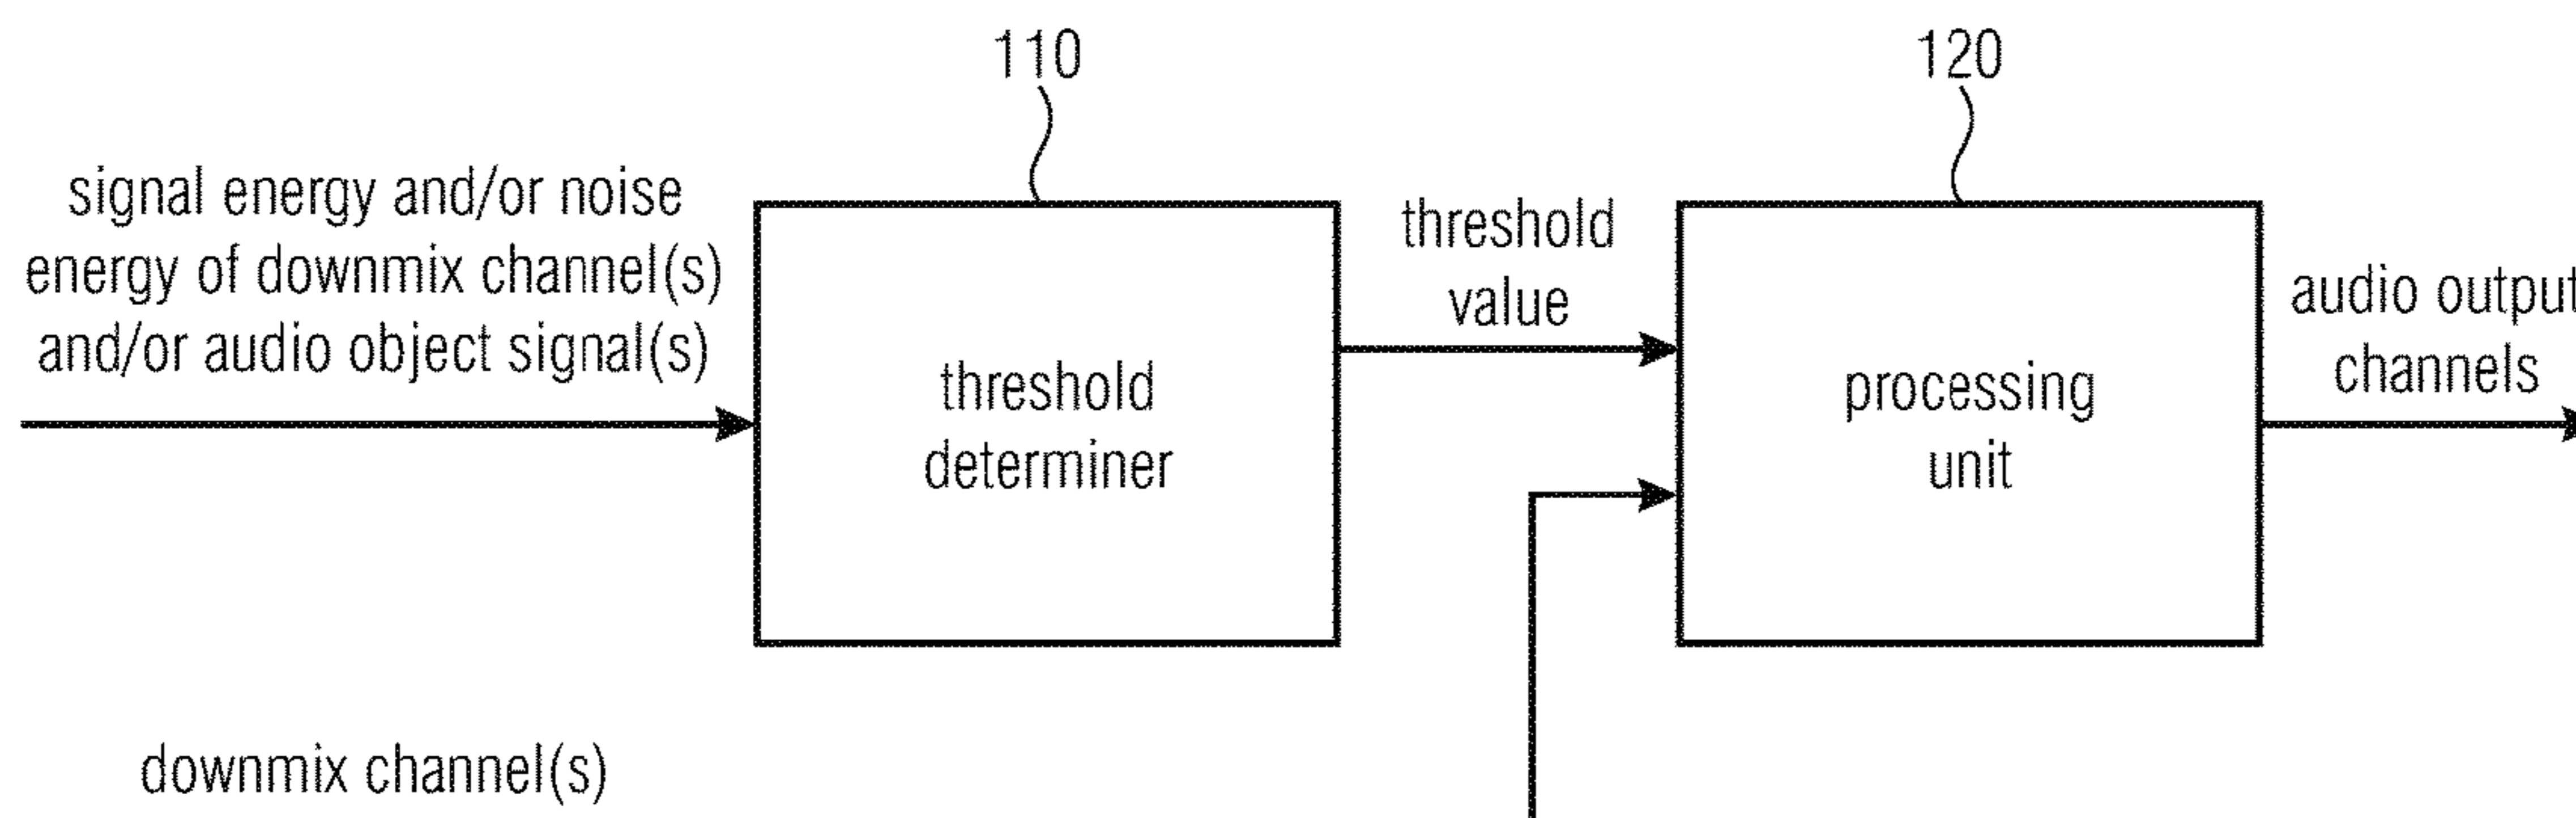 110
120
signal energy and/or noise
energy of downmix channel(s)
and/or audio object signal(s)
threshold
determiner
threshold
value
processing
unit
audio output
channels
downmix channel(s)